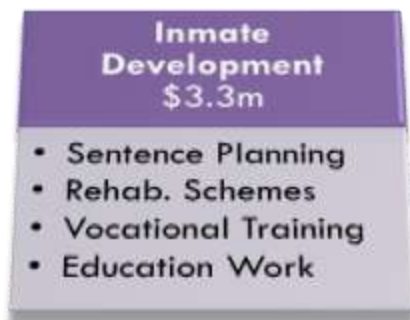 Inmate
Development
$3.3m
• Sentence Planning
• Rehab. Schemes
• Vocational Training
• Education Work